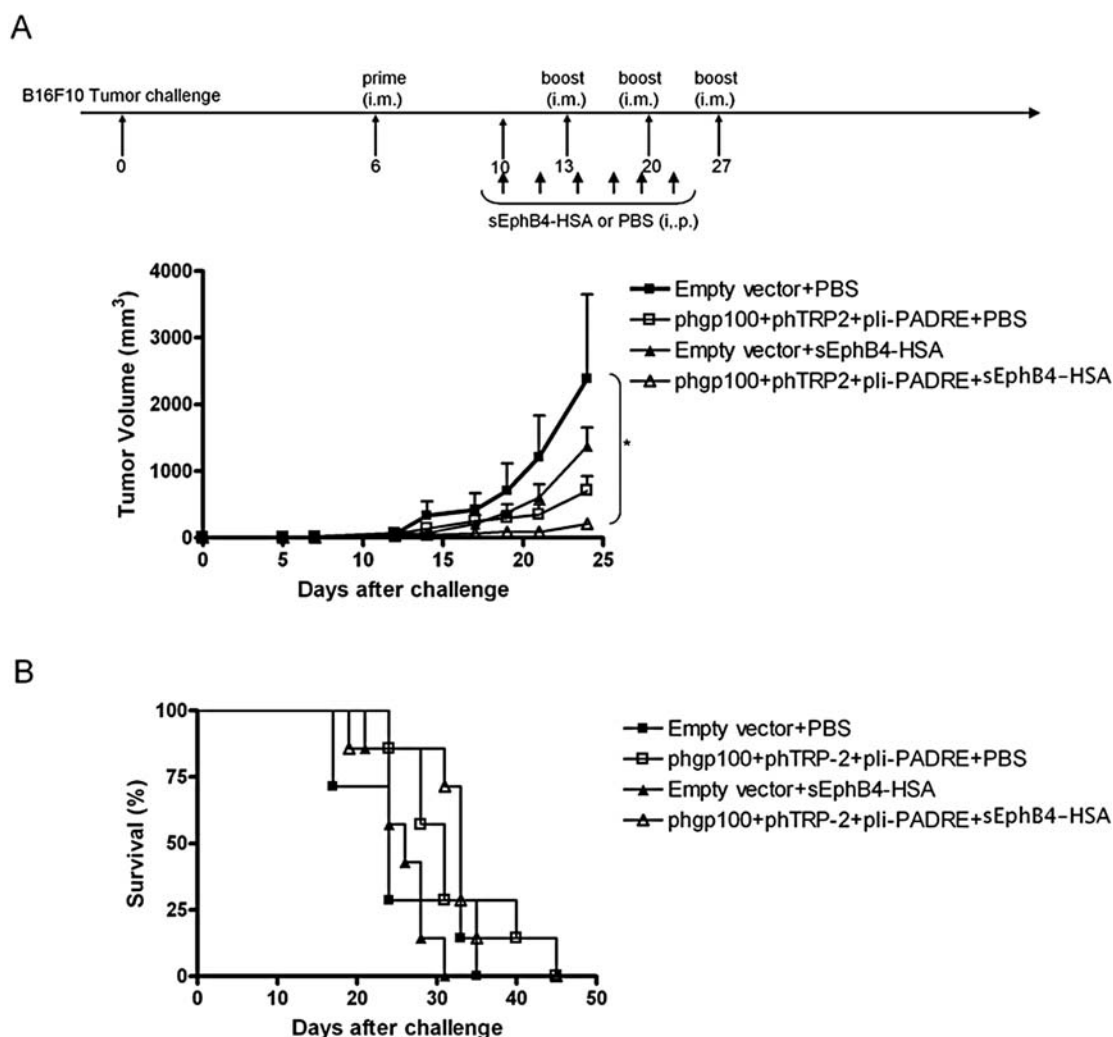 A
prime boost boost boost
B16F10 Tumor challenge (i.m.) (i.m.) (i.m.) (i.m.)
0 6 10 13 20 27
sEphB4-HSA or PBS (i,.p.)
4000
3000
2000
1000
0
Tumor Volume (mm³)
0 5 10 15 20 25
Days after challenge
Empty vector+PBS
phgp100+phTRP2+pIi-PADRE+PBS
Empty vector+sEphB4-HSA
phgp100+phTRP2+pIi-PADRE+sEphB4-HSA
*
B
100
75
50
25
0
Survival (%)
0 10 20 30 40 50
Days after challenge
Empty vector+PBS
phgp100+phTRP-2+pIi-PADRE+PBS
Empty vector+sEphB4-HSA
phgp100+phTRP-2+pIi-PADRE+sEphB4-HSA